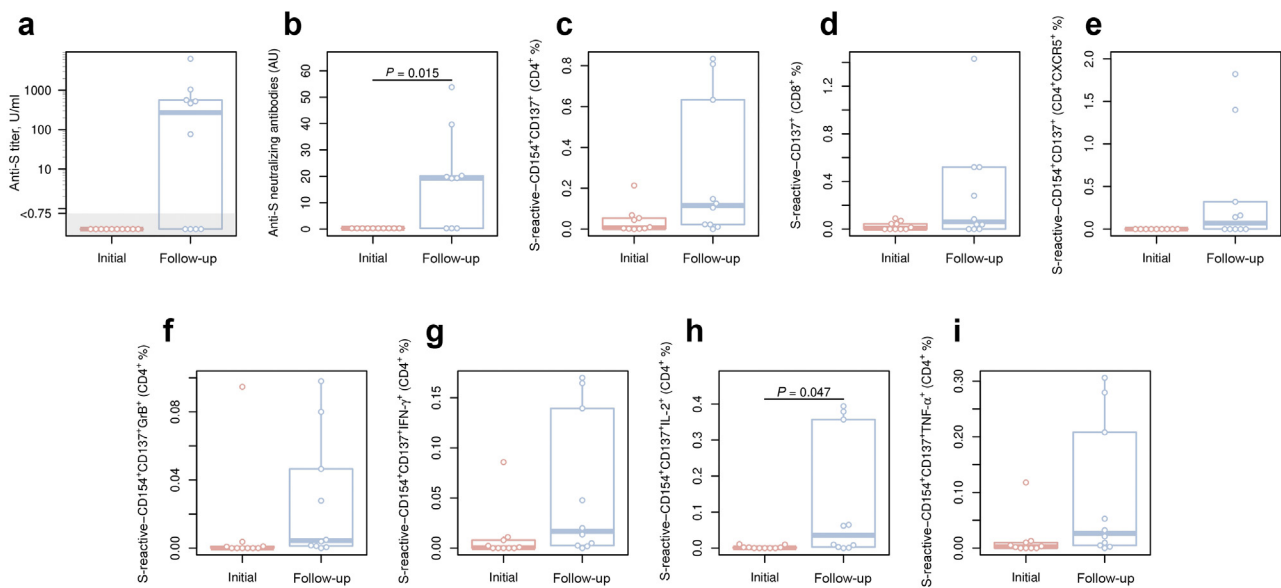 a
Anti-S titer, U/ml
1000
100
10
<0.75
Initial
Follow-up
b
Anti-S neutralizing antibodies (AU)
60
50
40
30
20
10
0
P = 0.015
Initial
Follow-up
c
S-reactive–CD154⁺CD137⁺ (CD4⁺ %)
0.8
0.6
0.4
0.2
0.0
Initial
Follow-up
d
S-reactive–CD137⁺ (CD8⁺ %)
1.2
0.8
0.4
0.0
Initial
Follow-up
e
S-reactive–CD154⁺CD137⁺ (CD4⁺CXCR5⁺ %)
2.0
1.5
1.0
0.5
0.0
Initial
Follow-up
f
S-reactive–CD154⁺CD137⁺GrB⁺ (CD4⁺ %)
0.08
0.04
0.00
Initial
Follow-up
g
S-reactive–CD154⁺CD137⁺IFN-γ⁺ (CD4⁺ %)
0.15
0.10
0.05
0.00
Initial
Follow-up
h
S-reactive–CD154⁺CD137⁺IL-2⁺ (CD4⁺ %)
0.4
0.3
0.2
0.1
0.0
P = 0.047
Initial
Follow-up
i
S-reactive–CD154⁺CD137⁺TNF-α⁺ (CD4⁺ %)
0.30
0.20
0.10
0.00
Initial
Follow-up